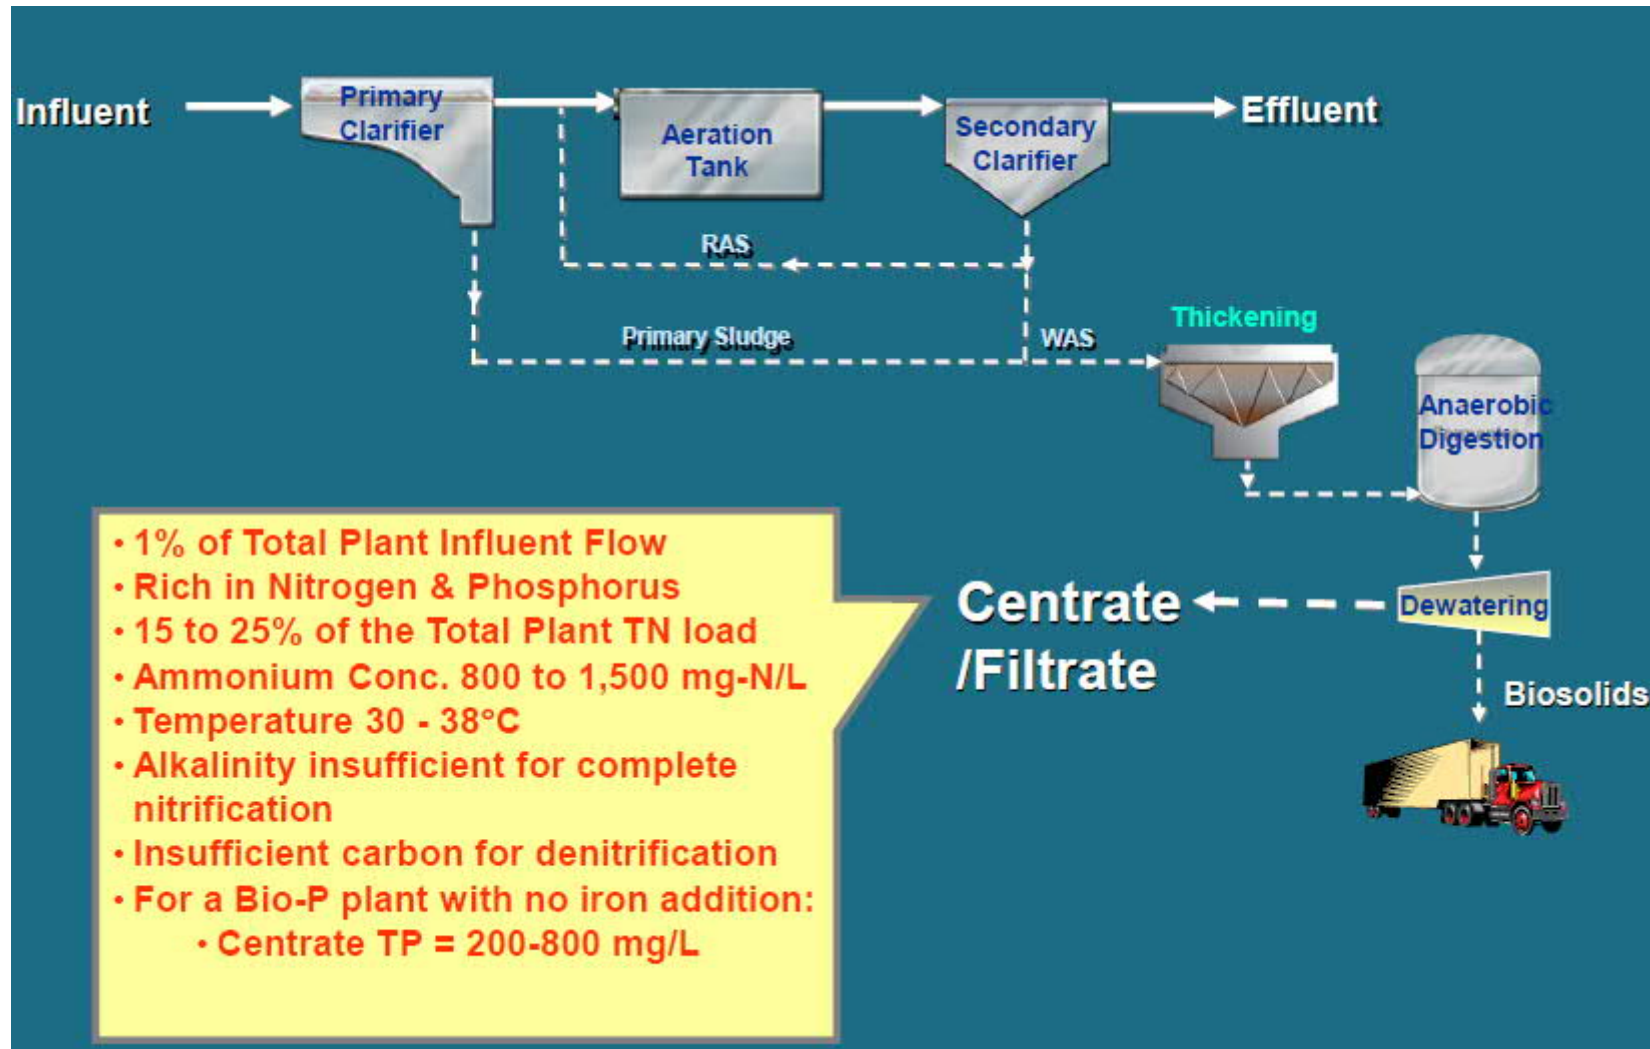 Influent
Primary
Clarifier
Aeration
Tank
Secondary
Clarifier
Effluent
RAS
Primary Sludge
WAS
Thickening
Anaerobic
Digestion
Dewatering
Centrate
/Filtrate
Biosolids
• 1% of Total Plant Influent Flow
• Rich in Nitrogen & Phosphorus
• 15 to 25% of the Total Plant TN load
• Ammonium Conc. 800 to 1,500 mg-N/L
• Temperature 30 - 38°C
• Alkalinity insufficient for complete
nitrification
• Insufficient carbon for denitrification
• For a Bio-P plant with no iron addition:
• Centrate TP = 200-800 mg/L